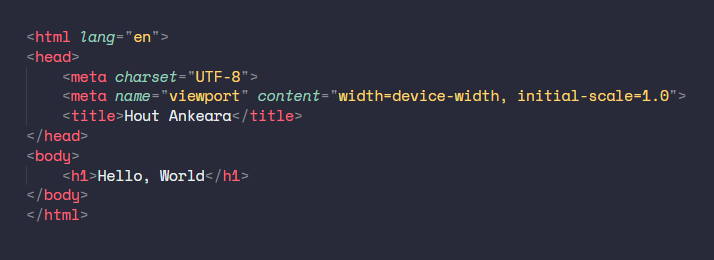 <html lang="en">
<head>
<meta charset="UTF-8">
<meta name="viewport" content="width=device-width, initial-scale=1.0">
<title>Hout Ankeara</title>
</head>
<body>
<h1>Hello, World</h1>
</body>
</html>